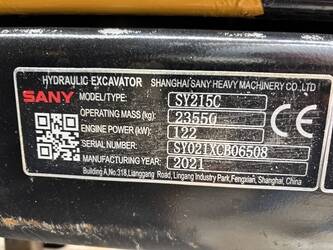 HYDRAULIC EXCAVATOR SHANGHAI SANY HEAVY MACHINERY CO.,LTD
SANY MODEL/TYPE: SY215C
OPERATING MASS(kg): 23550
ENGINE POWER(kW): 122
SERIAL NUMBER: SY021XCB06508
MANUFACTURING YEAR: 2021
Building A,No.318,Lianggang Road, Lingang Industry Park,Fengxian, Shanghai, China
CE